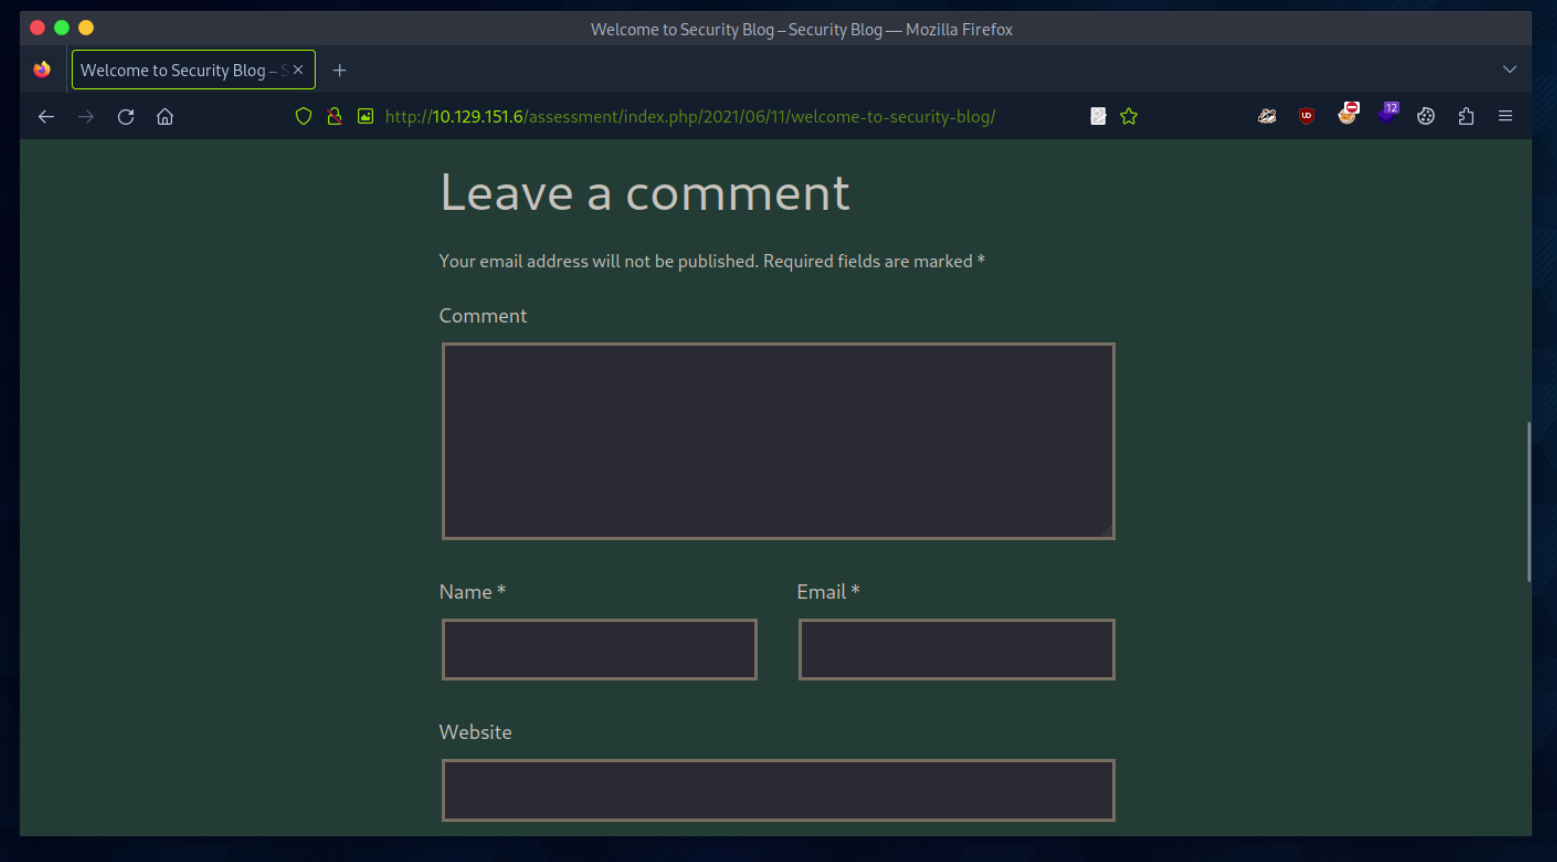 Welcome to Security Blog – Security Blog — Mozilla Firefox
Welcome to Security Blog – S
http://10.129.151.6/assessment/index.php/2021/06/11/welcome-to-security-blog/
12
Leave a comment
Your email address will not be published. Required fields are marked *
Comment
Name * Email *
Website